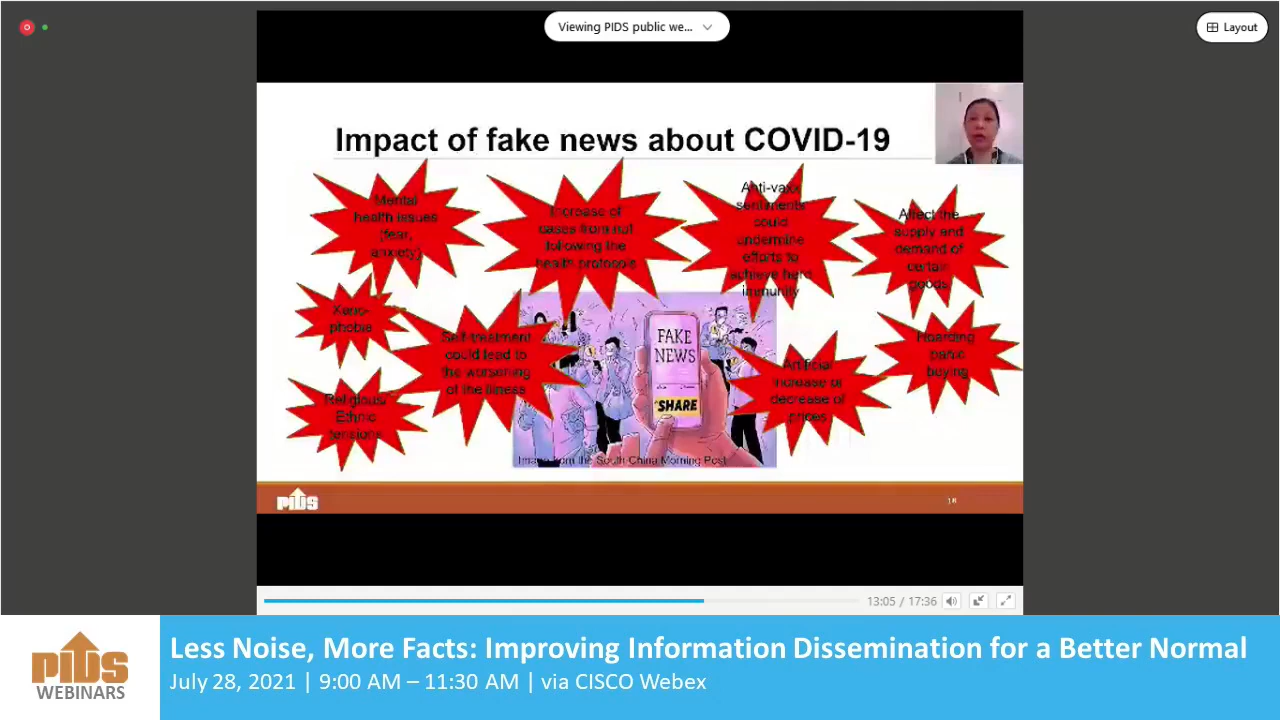 Viewing PIDS public we...
Layout
Impact of fake news about COVID-19
Mental
health issues
(fear,
anxiety)
Increase of
cases from not
following the
health protocols
Anti-vaxx
sentiments
could
undermine
efforts to
achieve herd
immunity
Affect the
supply and
demand of
certain
goods
Xeno-
phobia
Self-treatment
could lead to
the worsening
of the illness
Religious/
Ethnic
tensions
FAKE
NEWS
SHARE
Artificial
increase or
decrease of
prices
Hoarding
panic
buying
Image from the South China Morning Post
PIDS
18
13:05 / 17:36
PIDS
WEBINARS
Less Noise, More Facts: Improving Information Dissemination for a Better Normal
July 28, 2021 | 9:00 AM – 11:30 AM | via CISCO Webex